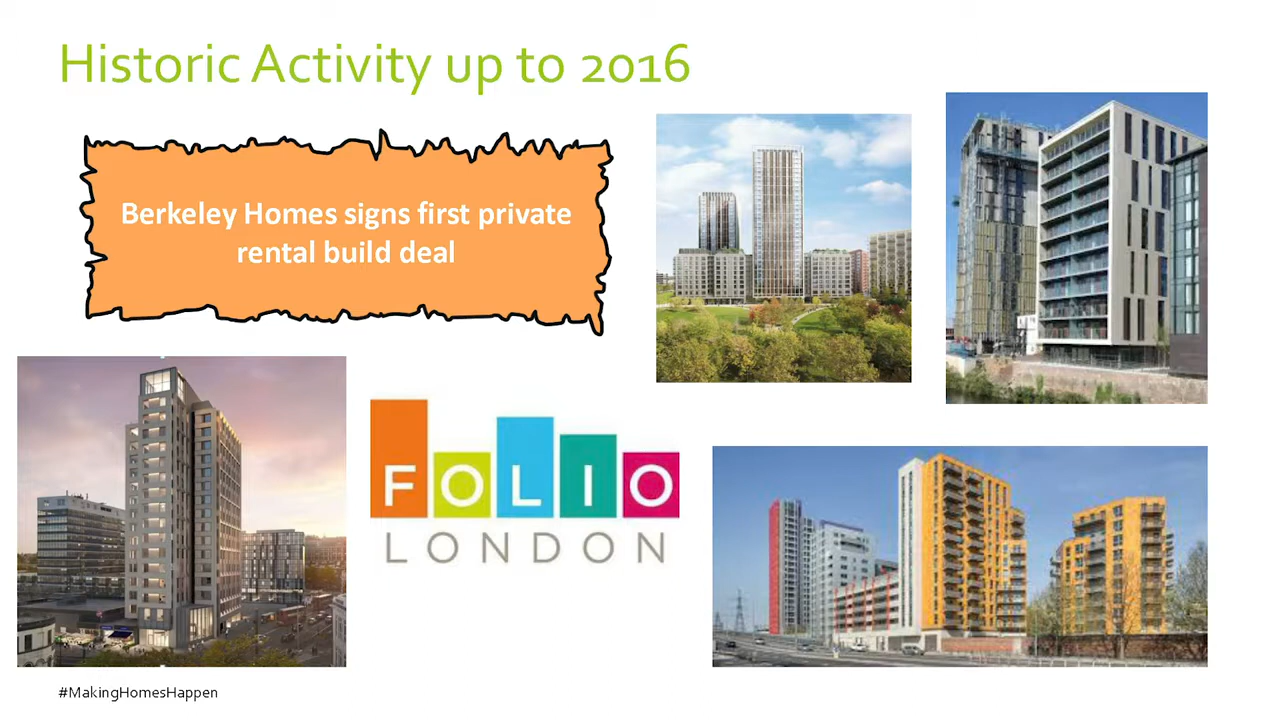 Historic Activity up to 2016
Berkeley Homes signs first private
rental build deal
FOLIO
LONDON
#MakingHomesHappen